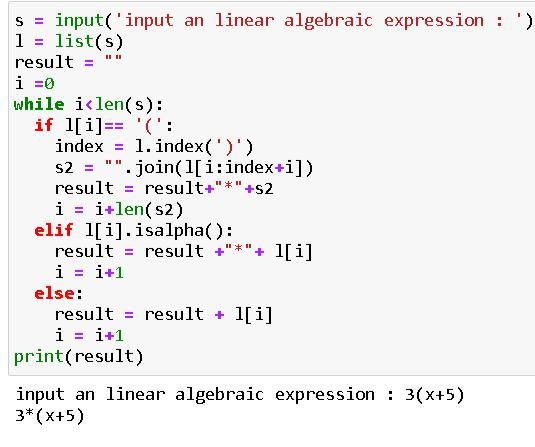 s = input('input an linear algebraic expression : ')
l = list(s)
result = ""
i =0
while i<len(s):
  if l[i]== '(':
    index = l.index(')')
    s2 = "".join(l[i:index+i])
    result = result+"*"+s2
    i = i+len(s2)
  elif l[i].isalpha():
    result = result +"*"+ l[i]
    i = i+1
  else:
    result = result + l[i]
    i = i+1
print(result)
input an linear algebraic expression : 3(x+5)
3*(x+5)